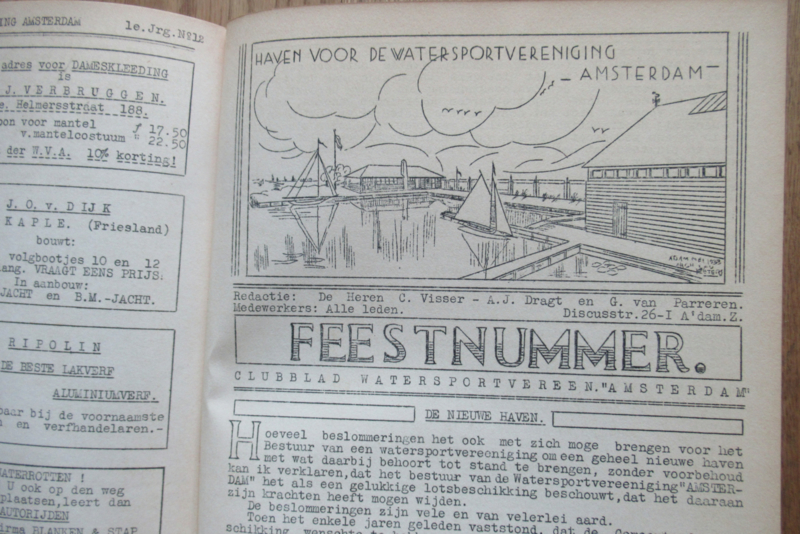 ING AMSTERDAM 1e.Jrg.No12
adres voor DAMESKLEEDING
is
J. VERBRUGGEN.
e. Helmersstraat 188.
oon voor mantel ƒ 17.50
v.mantelcostuum " 22.50
der W.V.A. 10% korting!
J. O. v. DIJK
KAPLE. (Friesland)
bouwt:
volgbootjes 10 en 12
ang. VRAAGT EENS PRIJS.
In aanbouw:
JACHT en B.M.-JACHT.
RIPOLIN
DE BESTE LAKVERF
ALUMINIUMVERF.
baar bij de voornaamste
n en verfhandelaren.-
WATERROTTEN !
U ook op den weg
plaatsen, leert dan
AUTORIJDEN
irma BLANKEN & STAP
HAVEN VOOR DE WATERSPORTVERENIGING
- AMSTERDAM -
Redactie: De Heren C. Visser - A.J. Dragt en G. van Parreren.
Medewerkers: Alle leden. Discusstr.26-I A'dam.Z.
FEESTNUMMER.
CLUBBLAD WATERSPORTVEREEN."AMSTERDAM"
DE NIEUWE HAVEN.
Hoeveel beslommeringen het ook met zich moge brengen voor het
Bestuur van een watersportvereeniging om een geheel nieuwe haven
met wat daarbij behoort tot stand te brengen, zonder voorbehoud
kan ik verklaren,dat het bestuur van de Watersportvereeniging "AMSTER-
DAM" het als een gelukkige lotsbeschikking beschouwt,dat het daaraan
zijn krachten heeft mogen wijden.
De beslommeringen zijn vele en van velerlei aard.
Toen het enkele jaren geleden vaststond, dat de
schikking